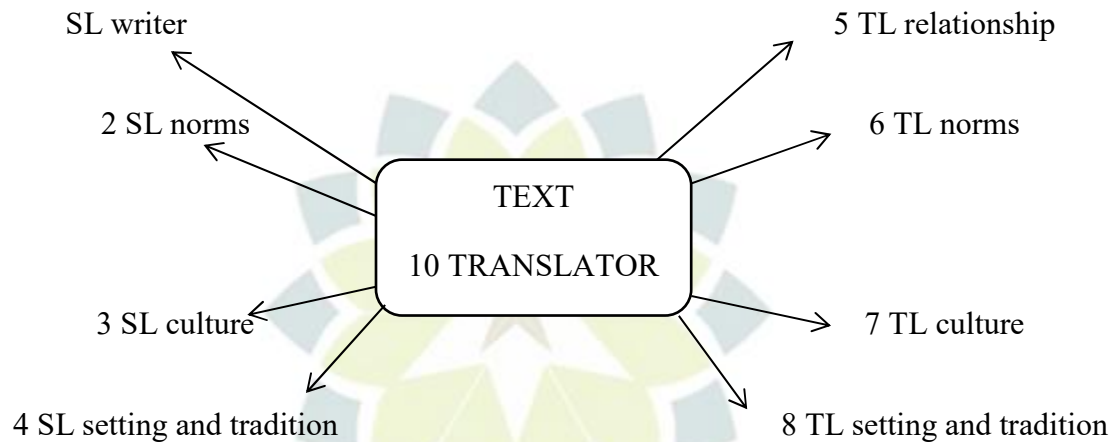 SL writer
5 TL relationship
2 SL norms
6 TL norms
TEXT
10 TRANSLATOR
3 SL culture
7 TL culture
4 SL setting and tradition
8 TL setting and tradition